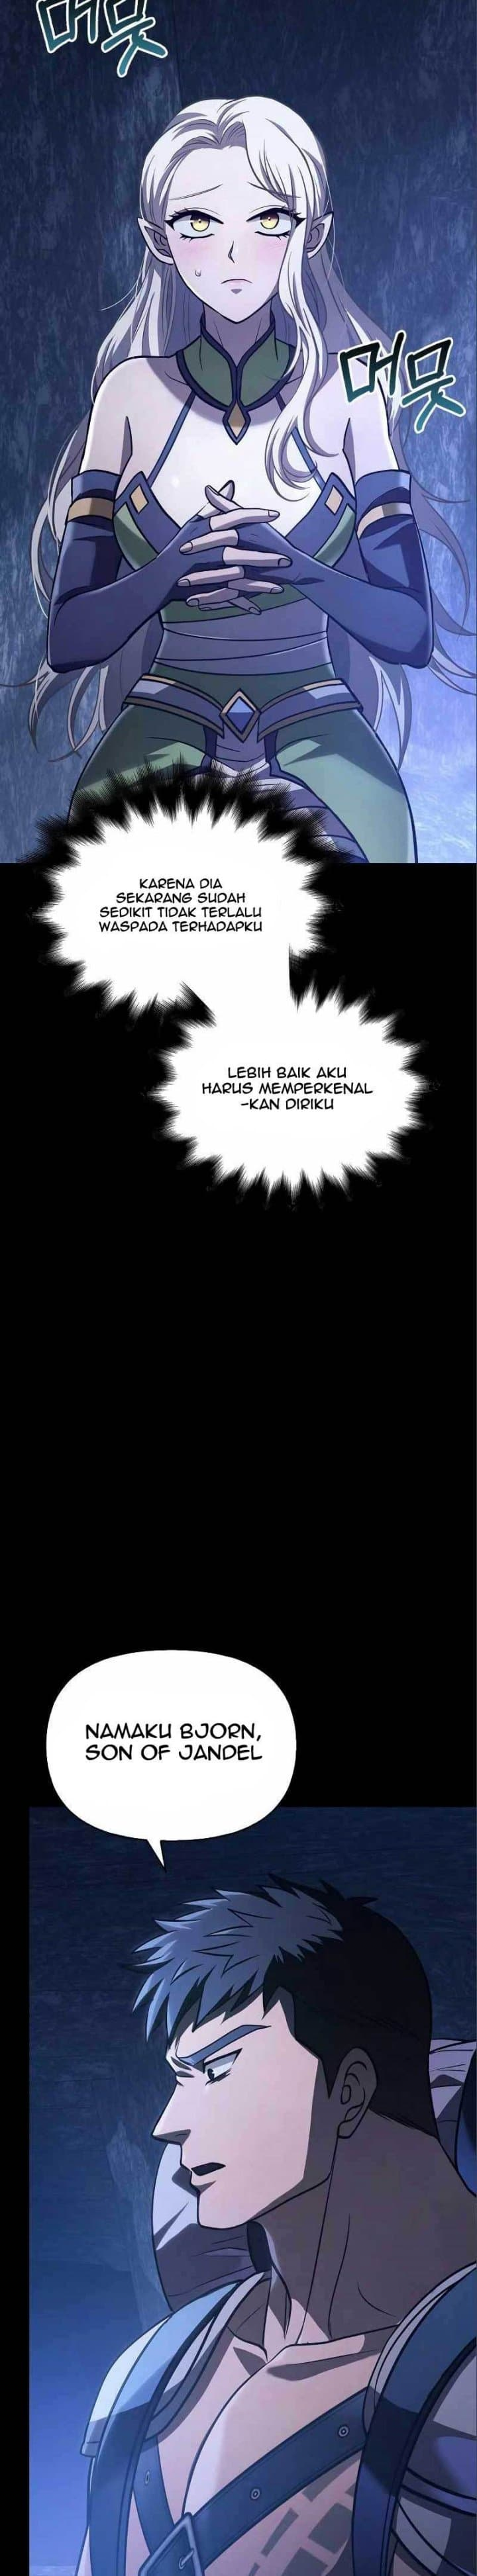 머뭇
머뭇
KARENA DIA
SEKARANG SUDAH
SEDIKIT TIDAK TERLALU
WASPADA TERHADAPKU
LEBIH BAIK AKU
HARUS MEMPERKENAL
-KAN DIRIKU
NAMAKU BJORN,
SON OF JANDEL